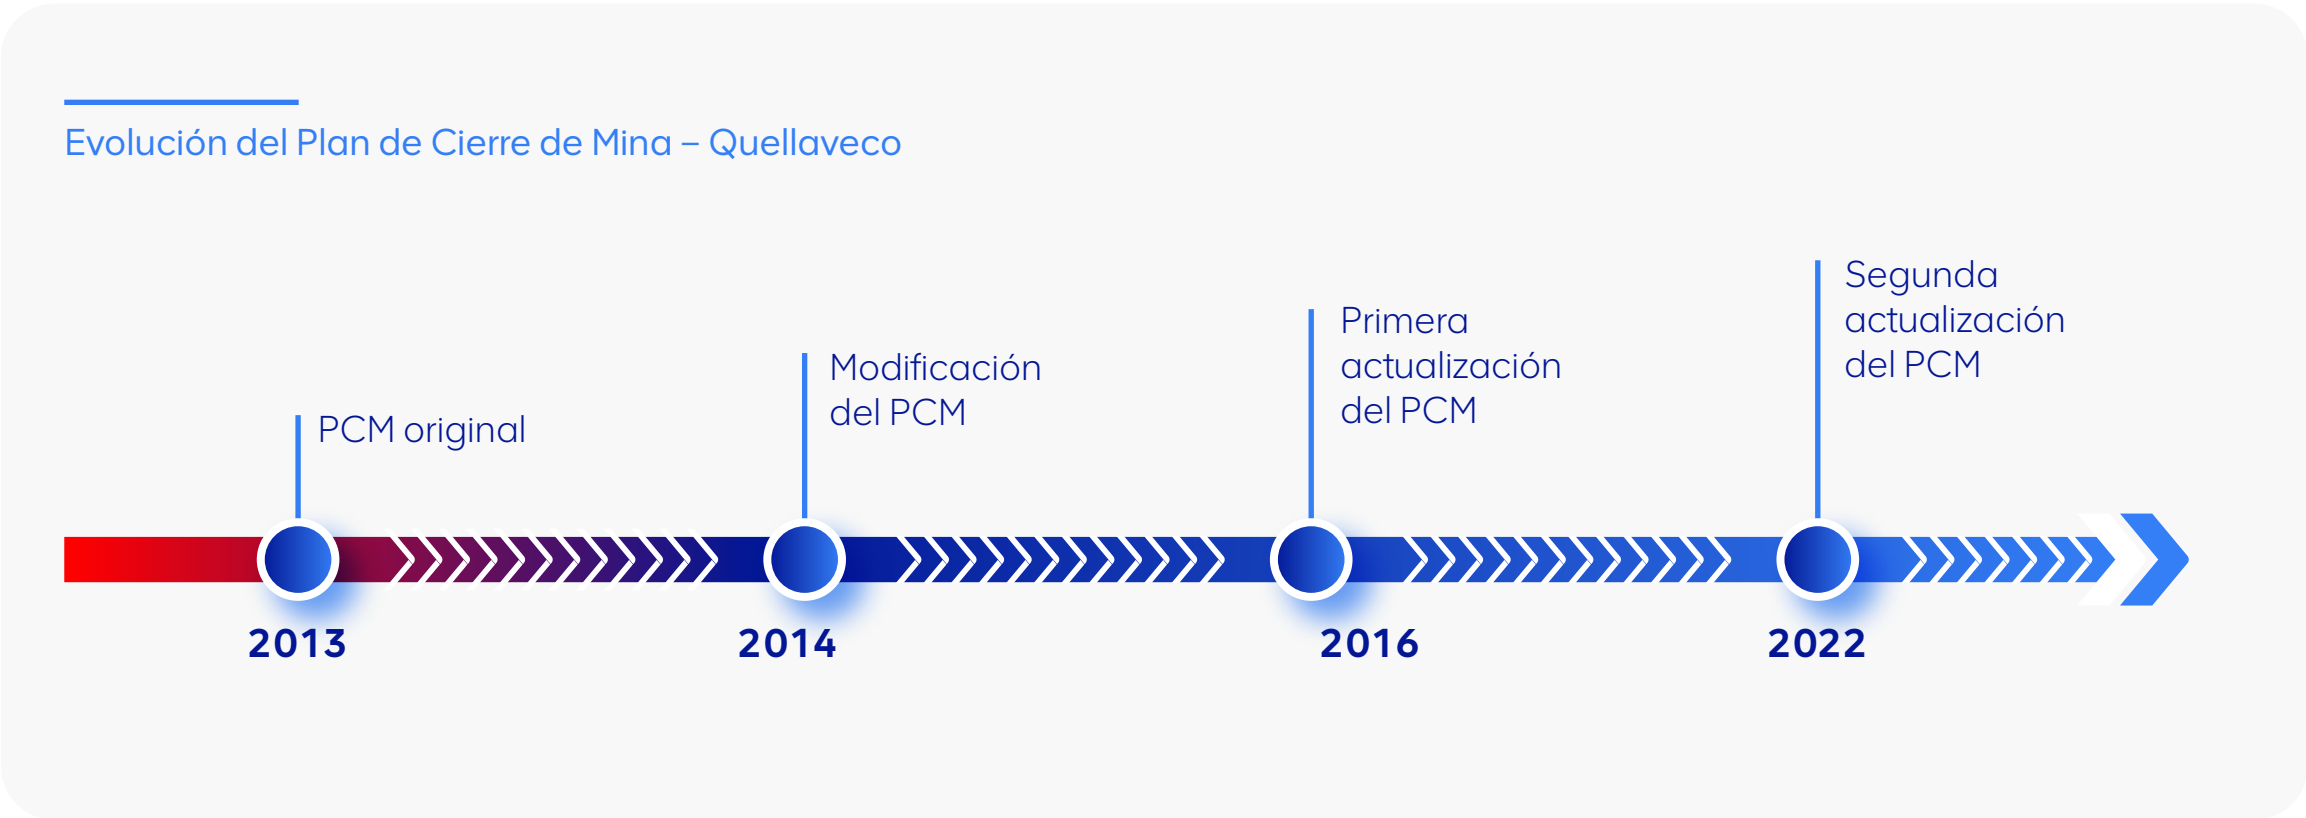 Evolución del Plan de Cierre de Mina – Quellaveco
PCM original
2013
Modificación
del PCM
2014
Primera
actualización
del PCM
2016
Segunda
actualización
del PCM
2022